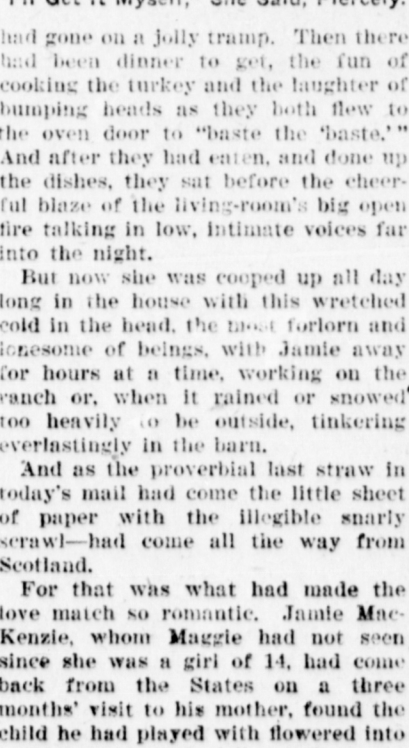 I'll Get It Myself," She Said, Fiercely.
had gone on a jolly tramp. Then there
had been dinner to get, the fun of
cooking the turkey and the laughter of
bumping heads as they both flew to
the oven door to "baste the 'baste.'"
And after they had eaten, and done up
the dishes, they sat before the cheer-
ful blaze of the living-room's big open
fire talking in low, intimate voices far
into the night.
But now she was cooped up all day
long in the house with this wretched
cold in the head, the most forlorn and
lonesome of beings, with Jamie away
for hours at a time, working on the
ranch or, when it rained or snowed
too heavily to be outside, tinkering
everlastingly in the barn.
And as the proverbial last straw in
today's mail had come the little sheet
of paper with the illegible snarly
scrawl—had come all the way from
Scotland.
For that was what had made the
love match so romantic. Jamie Mac-
Kenzie, whom Maggie had not seen
since she was a girl of 14, had come
back from the States on a three
months' visit to his mother, found the
child he had played with flowered into